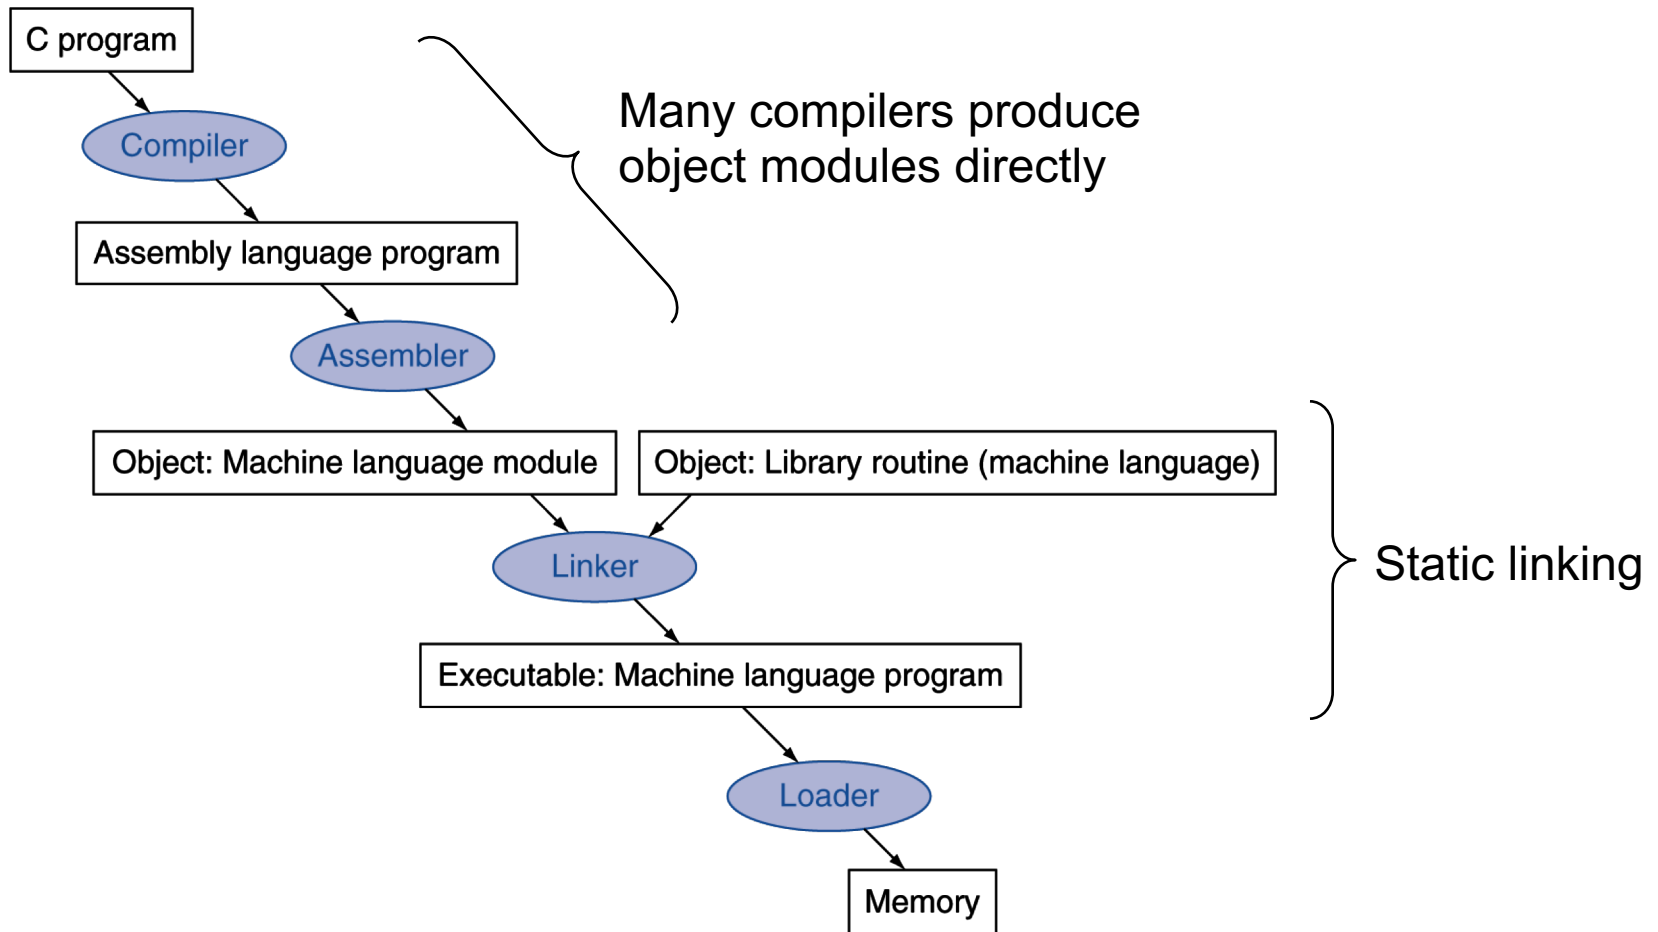 C program
Many compilers produce
object modules directly
Compiler
Assembly language program
Assembler
Object: Machine language module
Object: Library routine (machine language)
Linker
Static linking
Executable: Machine language program
Loader
Memory